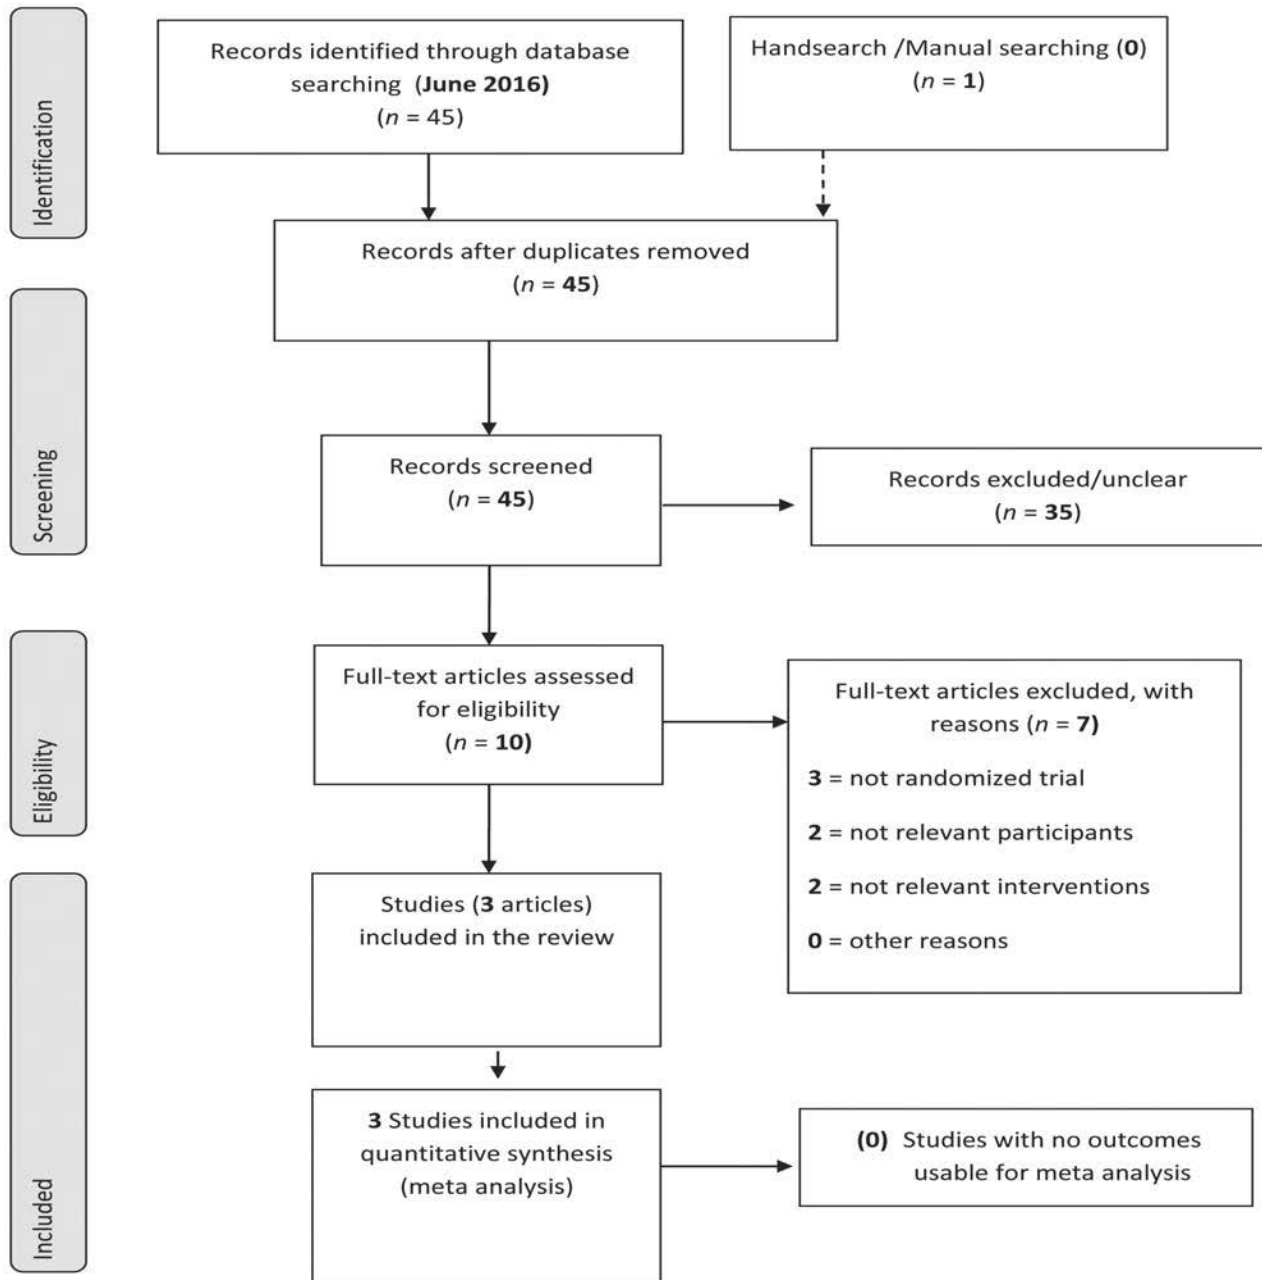 Identification
Records identified through database
searching (June 2016)
(n = 45)
Handsearch /Manual searching (0)
(n = 1)
Records after duplicates removed
(n = 45)
Screening
Records screened
(n = 45)
Records excluded/unclear
(n = 35)
Eligibility
Full-text articles assessed
for eligibility
(n = 10)
Full-text articles excluded, with
reasons (n = 7)
3 = not randomized trial
2 = not relevant participants
2 = not relevant interventions
0 = other reasons
Included
Studies (3 articles)
included in the review
3 Studies included in
quantitative synthesis
(meta analysis)
(0) Studies with no outcomes
usable for meta analysis